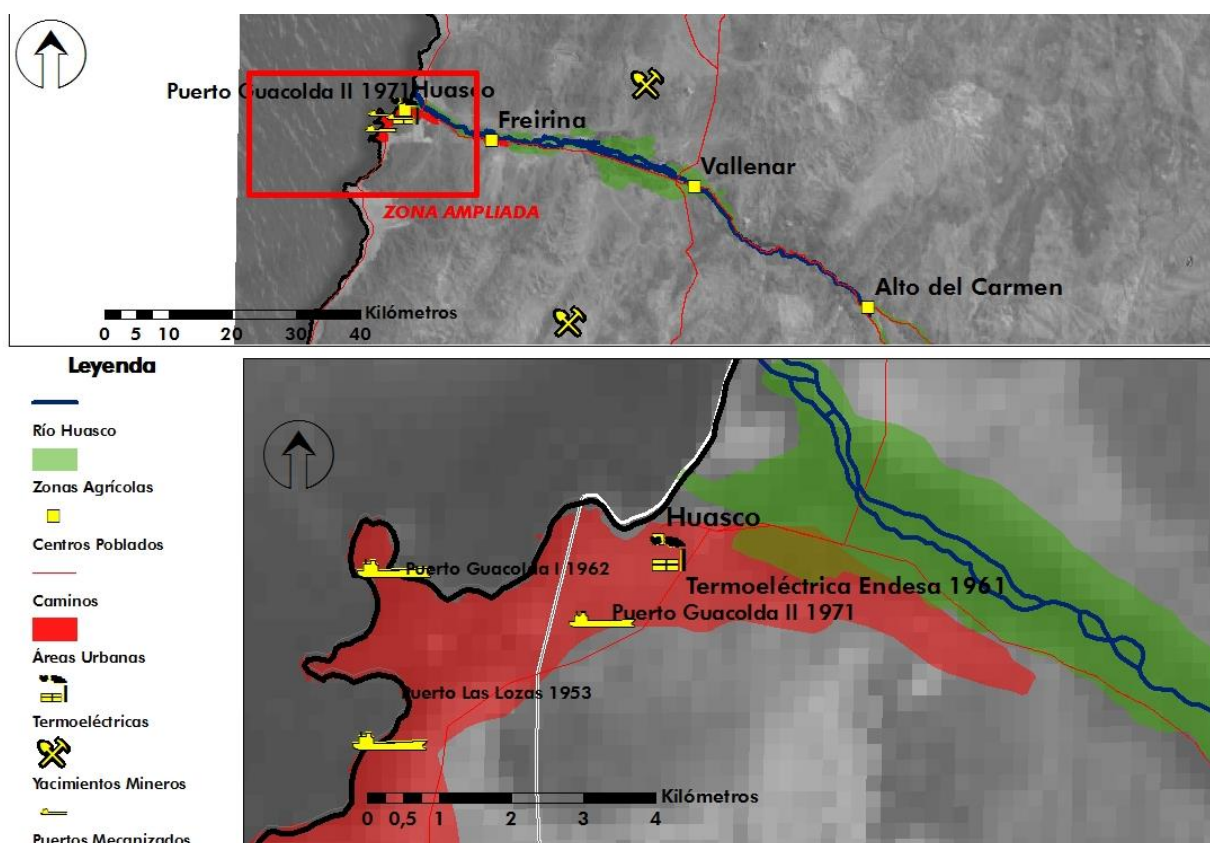 Puerto Guacolda II 1971
Huasco
Freirina
Vallenar
ZONA AMPLIADA
Alto del Carmen
Kilómetros
0 5 10 20 30 40
Leyenda
Río Huasco
Zonas Agrícolas
Centros Poblados
Caminos
Áreas Urbanas
Termoeléctricas
Yacimientos Mineros
Puertos Mecanizados
Huasco
Puerto Guacolda I 1962
Termoeléctrica Endesa 1961
Puerto Guacolda II 1971
Puerto Las Lozas 1953
Kilómetros
0 0,5 1 2 3 4